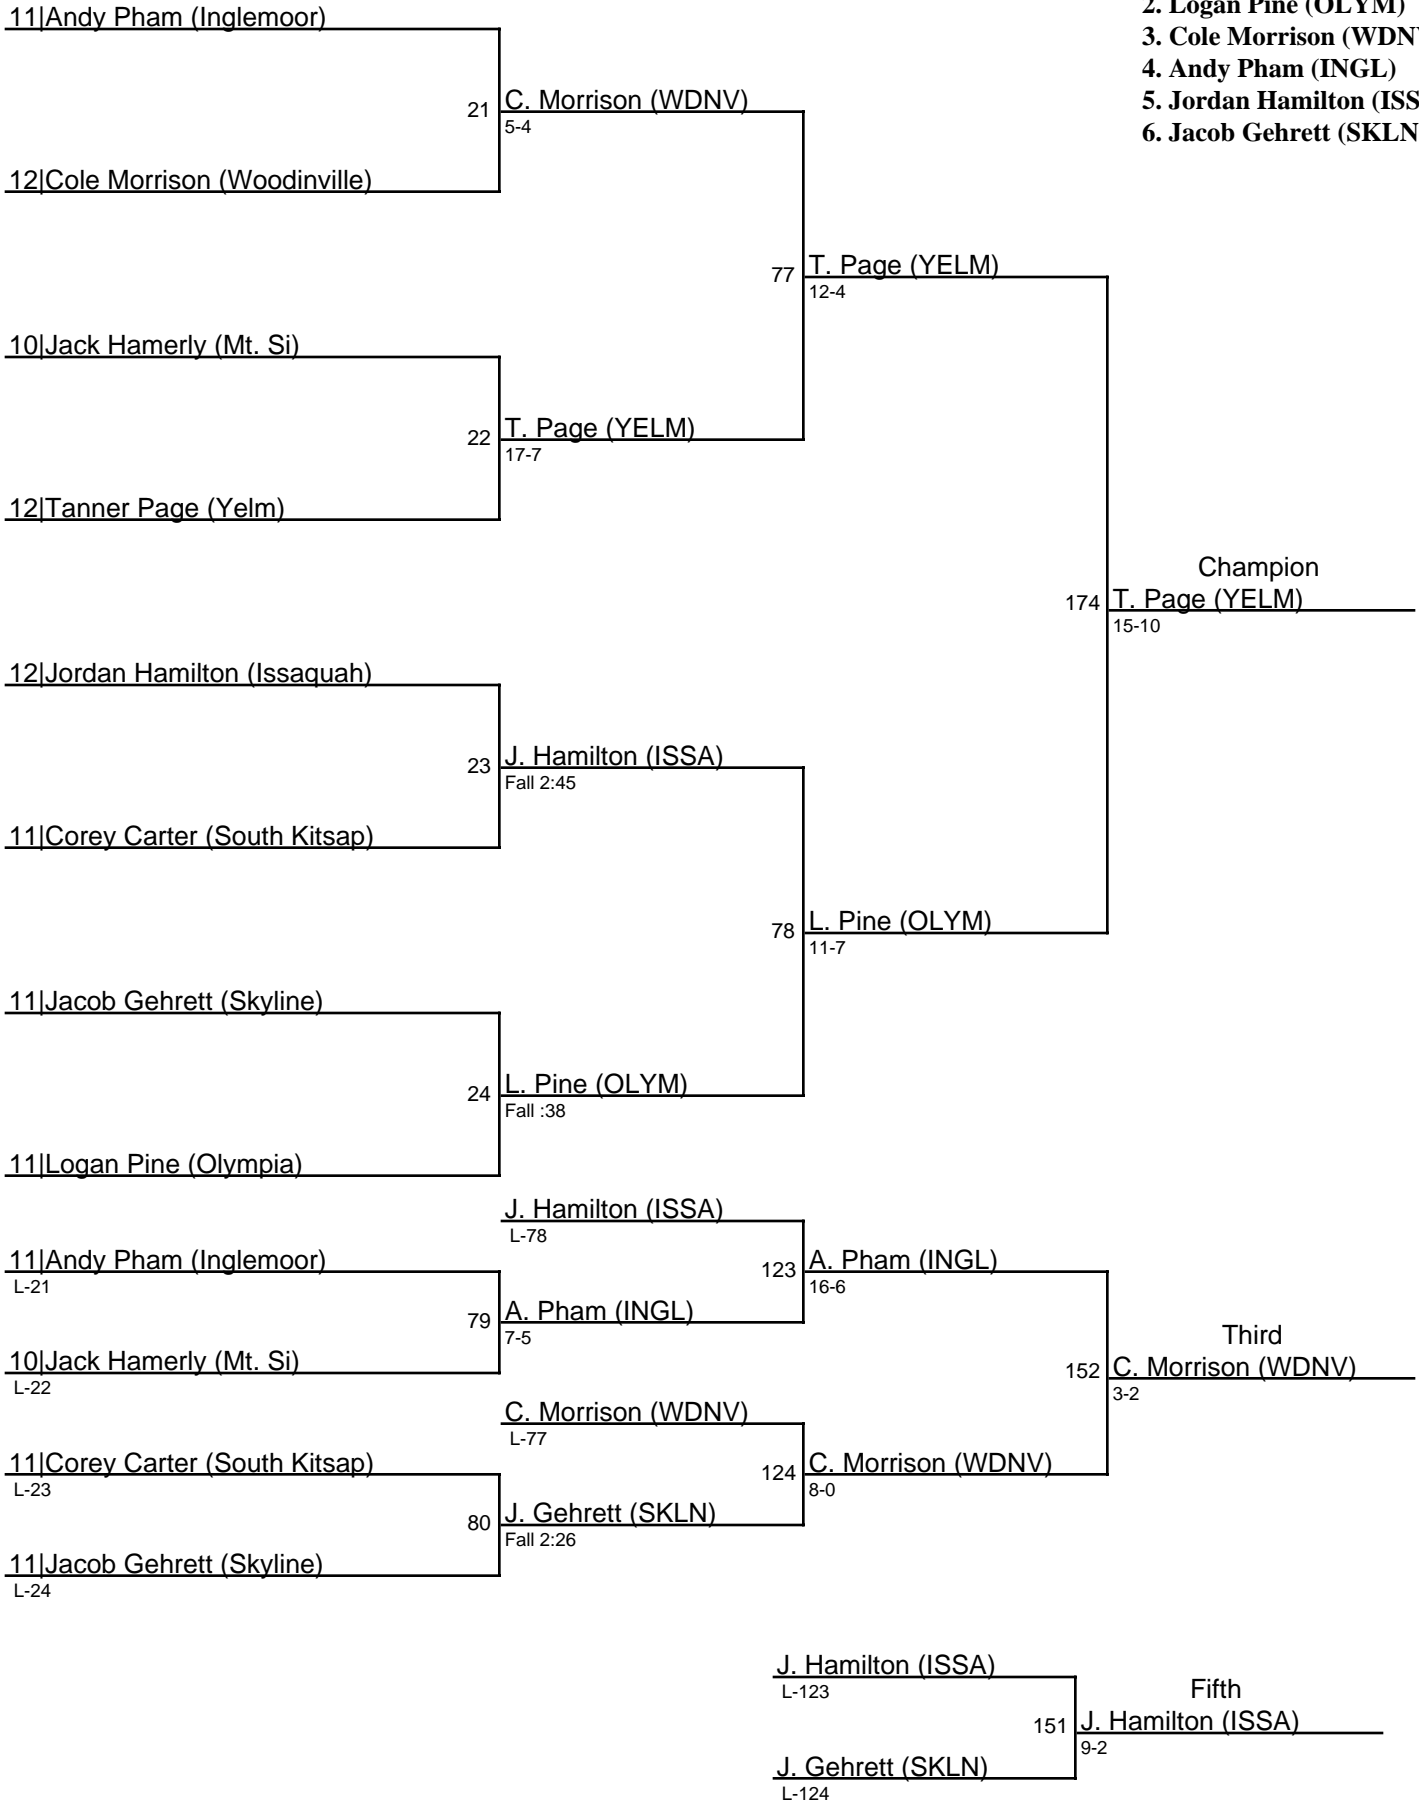 2. Logan Pine (OLYM)
3. Cole Morrison (WDNV
4. Andy Pham (INGL)
5. Jordan Hamilton (ISS
6. Jacob Gehrett (SKLN
11|Andy Pham (Inglemoor)
21
C. Morrison (WDNV)
5-4
12|Cole Morrison (Woodinville)
77
T. Page (YELM)
12-4
10|Jack Hamerly (Mt. Si)
22
T. Page (YELM)
17-7
12|Tanner Page (Yelm)
Champion
174
T. Page (YELM)
15-10
12|Jordan Hamilton (Issaquah)
23
J. Hamilton (ISSA)
Fall 2:45
11|Corey Carter (South Kitsap)
78
L. Pine (OLYM)
11-7
11|Jacob Gehrett (Skyline)
24
L. Pine (OLYM)
Fall :38
11|Logan Pine (Olympia)
J. Hamilton (ISSA)
L-78
11|Andy Pham (Inglemoor)
L-21
123
A. Pham (INGL)
16-6
79
A. Pham (INGL)
7-5
10|Jack Hamerly (Mt. Si)
L-22
Third
152
C. Morrison (WDNV)
3-2
C. Morrison (WDNV)
L-77
11|Corey Carter (South Kitsap)
L-23
124
C. Morrison (WDNV)
8-0
80
J. Gehrett (SKLN)
Fall 2:26
11|Jacob Gehrett (Skyline)
L-24
J. Hamilton (ISSA)
L-123
Fifth
151
J. Hamilton (ISSA)
9-2
J. Gehrett (SKLN)
L-124